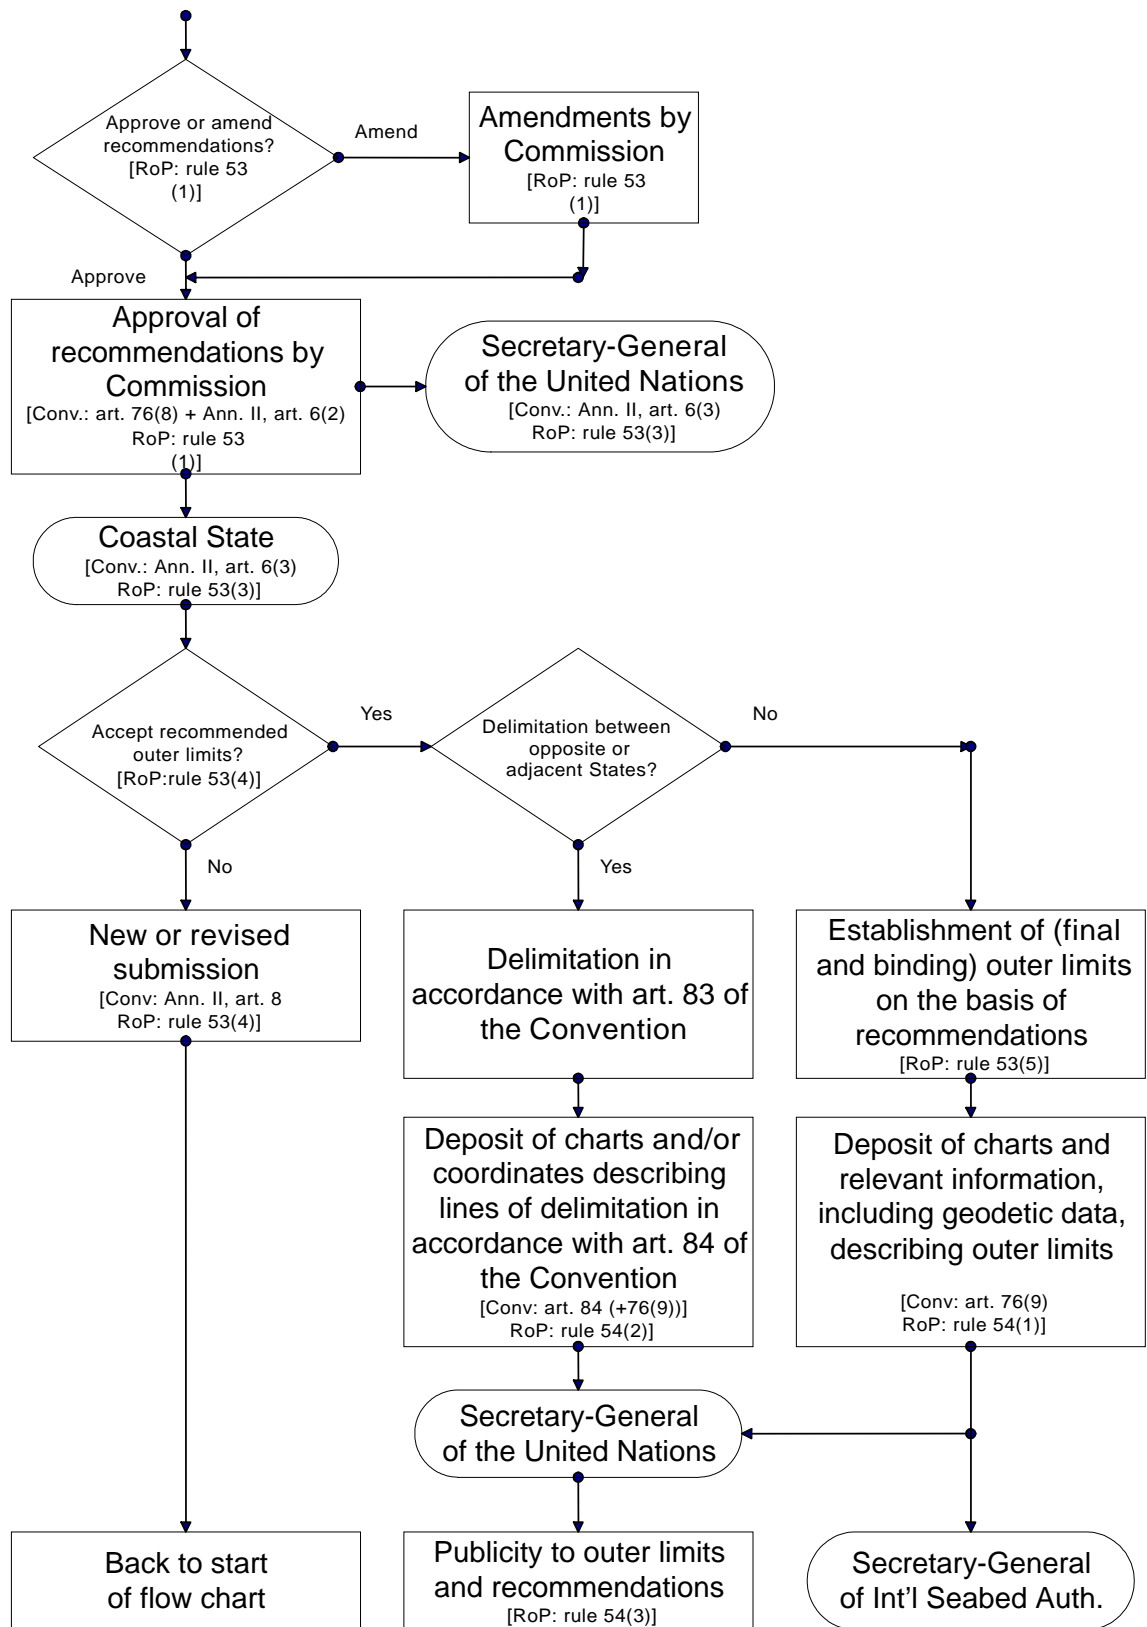 Approve or amend
recommendations?
[RoP: rule 53
(1)]
Amend
Amendments by
Commission
[RoP: rule 53
(1)]
Approve
Approval of
recommendations by
Commission
[Conv.: art. 76(8) + Ann. II, art. 6(2)
RoP: rule 53
(1)]
Secretary-General
of the United Nations
[Conv.: Ann. II, art. 6(3)
RoP: rule 53(3)]
Coastal State
[Conv.: Ann. II, art. 6(3)
RoP: rule 53(3)]
Accept recommended
outer limits?
[RoP:rule 53(4)]
Yes
Delimitation between
opposite or
adjacent States?
No
No
Yes
New or revised
submission
[Conv: Ann. II, art. 8
RoP: rule 53(4)]
Delimitation in
accordance with art. 83 of
the Convention
Establishment of (final
and binding) outer limits
on the basis of
recommendations
[RoP: rule 53(5)]
Deposit of charts and/or
coordinates describing
lines of delimitation in
accordance with art. 84 of
the Convention
[Conv: art. 84 (+76(9))]
RoP: rule 54(2)]
Deposit of charts and
relevant information,
including geodetic data,
describing outer limits
[Conv: art. 76(9)
RoP: rule 54(1)]
Secretary-General
of the United Nations
Back to start
of flow chart
Publicity to outer limits
and recommendations
[RoP: rule 54(3)]
Secretary-General
of Int'l Seabed Auth.